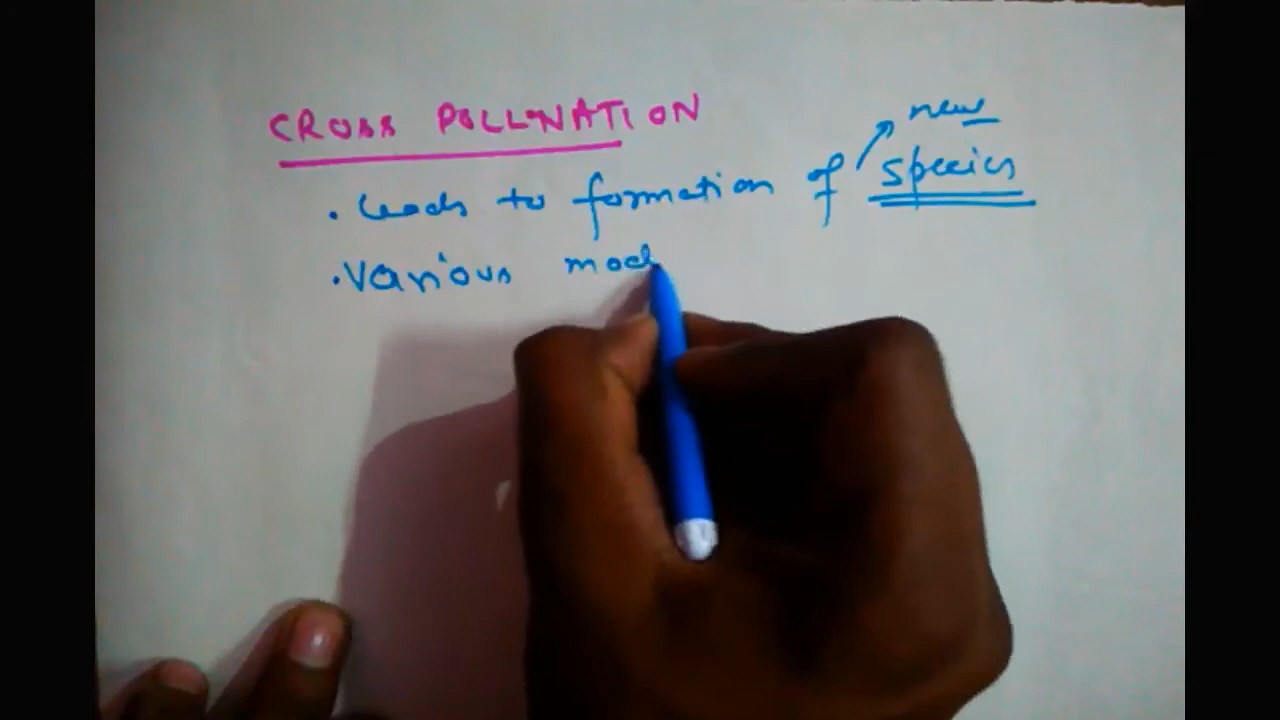 CROSS POLLINATION
new
. leads to formation of species
. Various mod